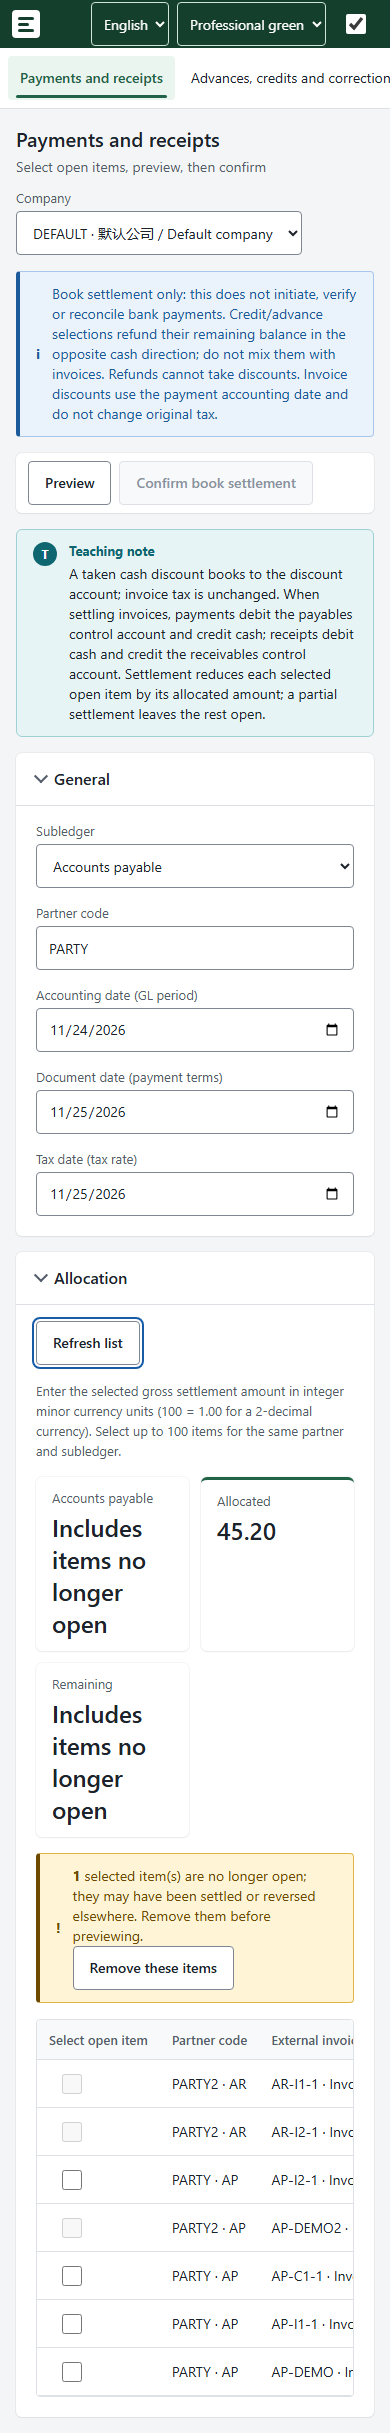 English
Professional green
Payments and receipts
Advances, credits and correction
Payments and receipts
Select open items, preview, then confirm
Company
DEFAULT · 默认公司 / Default company
i
Book settlement only: this does not initiate, verify
or reconcile bank payments. Credit/advance
selections refund their remaining balance in the
opposite cash direction; do not mix them with
invoices. Refunds cannot take discounts. Invoice
discounts use the payment accounting date and
do not change original tax.
Preview
Confirm book settlement
T
Teaching note
A taken cash discount books to the discount
account; invoice tax is unchanged. When
settling invoices, payments debit the payables
control account and credit cash; receipts debit
cash and credit the receivables control
account. Settlement reduces each selected
open item by its allocated amount; a partial
settlement leaves the rest open.
General
Subledger
Accounts payable
Partner code
PARTY
Accounting date (GL period)
11/24/2026
Document date (payment terms)
11/25/2026
Tax date (tax rate)
11/25/2026
Allocation
Refresh list
Enter the selected gross settlement amount in integer
minor currency units (100 = 1.00 for a 2-decimal
currency). Select up to 100 items for the same partner
and subledger.
Accounts payable
Includes
items no
longer
open
Allocated
45.20
Remaining
Includes
items no
longer
open
!
1 selected item(s) are no longer open;
they may have been settled or reversed
elsewhere. Remove them before
previewing.
Remove these items
Select open item Partner code External invoi
PARTY2 · AR AR-I1-1 · Invo
PARTY2 · AR AR-I2-1 · Invo
PARTY · AP AP-I2-1 · Invo
PARTY2 · AP AP-DEMO2 ·
PARTY · AP AP-C1-1 · Inv
PARTY · AP AP-I1-1 · Invo
PARTY · AP AP-DEMO · Ir